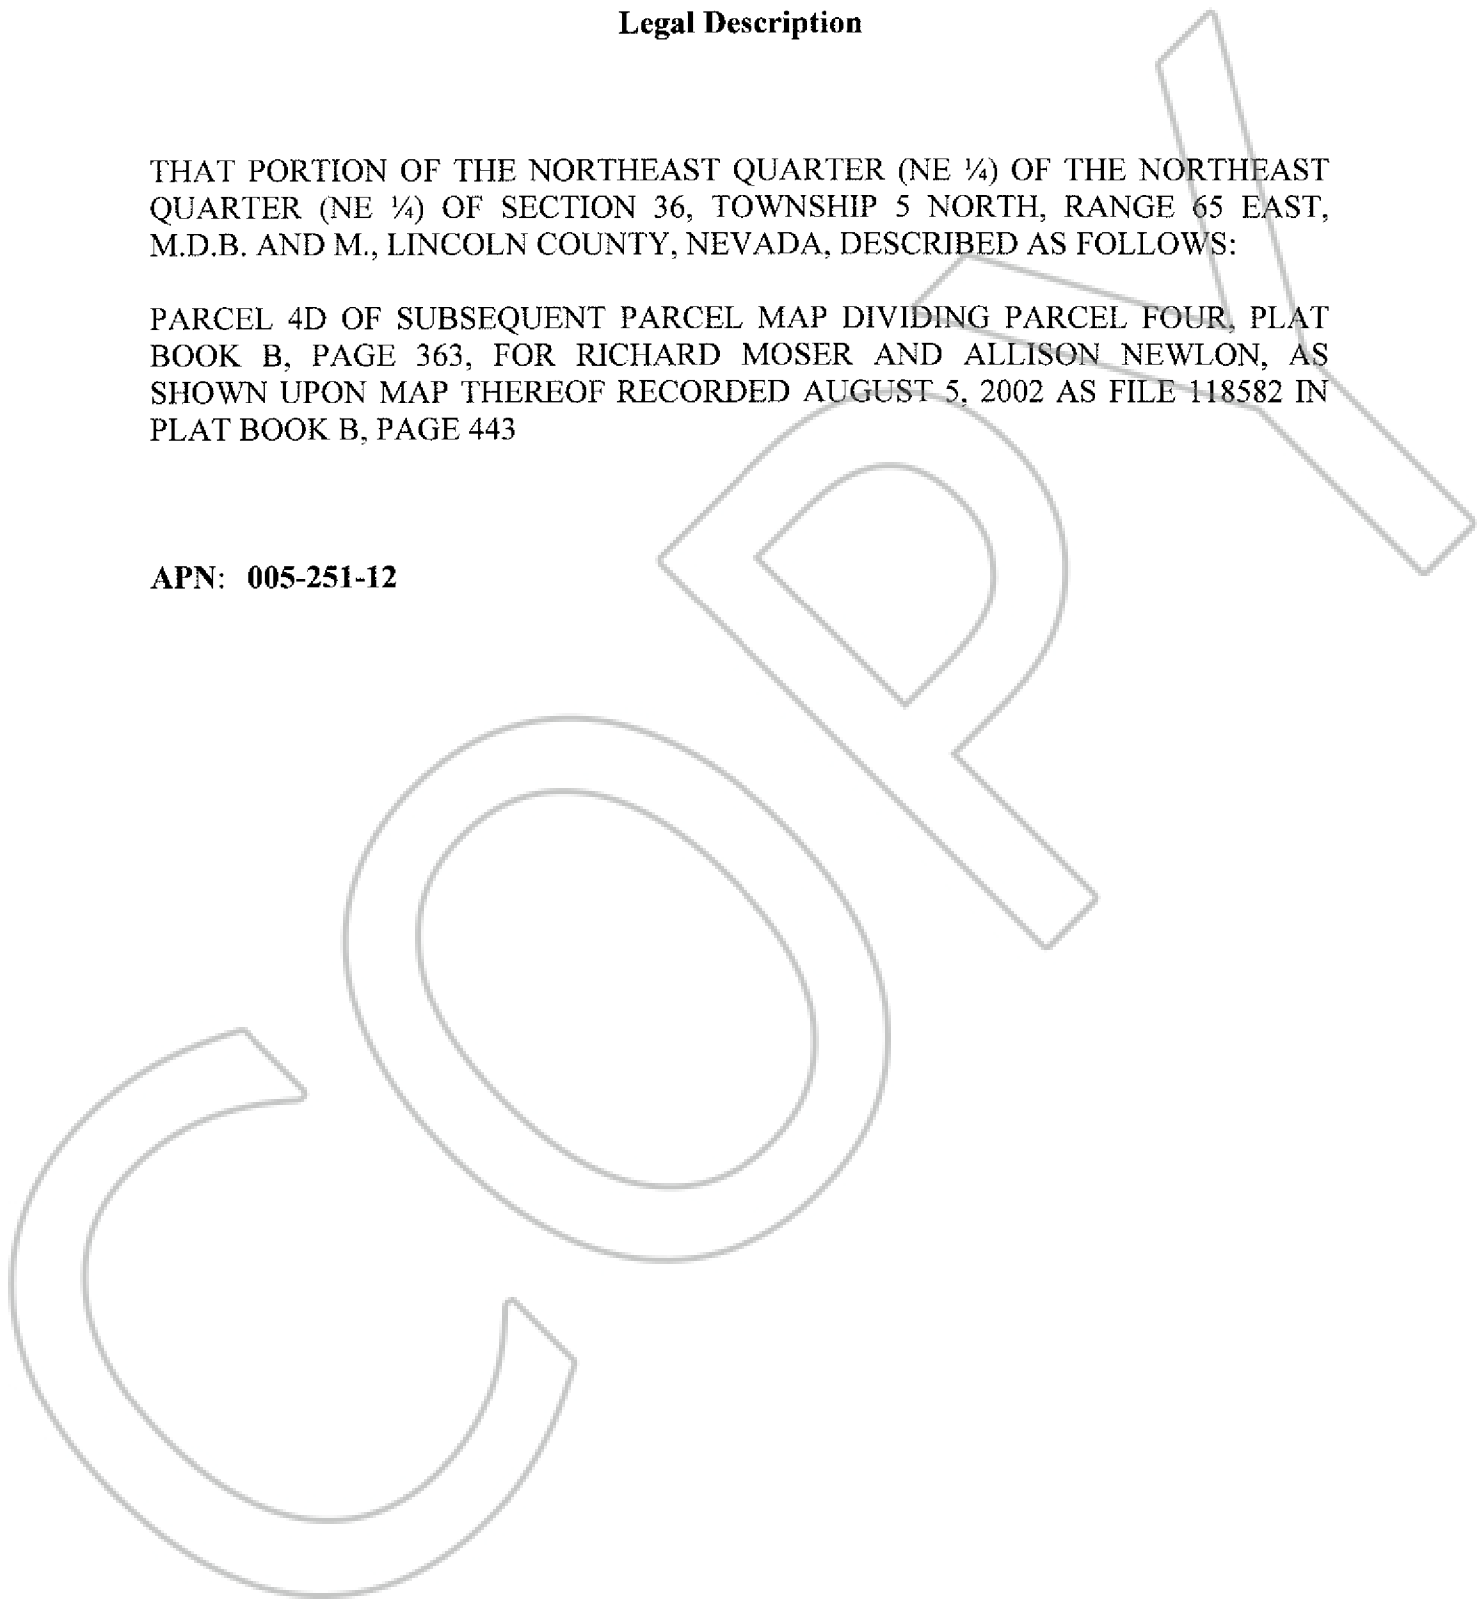 Legal Description
THAT PORTION OF THE NORTHEAST QUARTER (NE ¼) OF THE NORTHEAST
QUARTER (NE ¼) OF SECTION 36, TOWNSHIP 5 NORTH, RANGE 65 EAST,
M.D.B. AND M., LINCOLN COUNTY, NEVADA, DESCRIBED AS FOLLOWS:
PARCEL 4D OF SUBSEQUENT PARCEL MAP DIVIDING PARCEL FOUR, PLAT
BOOK B, PAGE 363, FOR RICHARD MOSER AND ALLISON NEWLON, AS
SHOWN UPON MAP THEREOF RECORDED AUGUST 5, 2002 AS FILE 118582 IN
PLAT BOOK B, PAGE 443
APN: 005-251-12
COPY